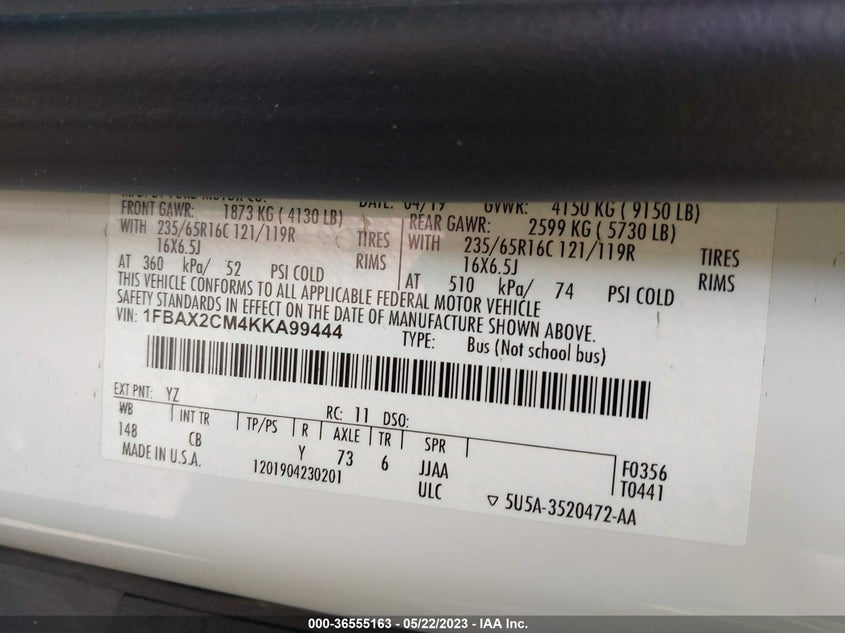 MFD. BY FORD MOTOR CO. DATE: 04/19 GVWR: 4150 KG ( 9150 LB)
FRONT GAWR: 1873 KG ( 4130 LB) REAR GAWR: 2599 KG ( 5730 LB)
WITH 235/65R16C 121/119R TIRES WITH 235/65R16C 121/119R TIRES
16X6.5J RIMS 16X6.5J RIMS
AT 360 kPa/ 52 PSI COLD AT 510 kPa/ 74 PSI COLD
THIS VEHICLE CONFORMS TO ALL APPLICABLE FEDERAL MOTOR VEHICLE
SAFETY STANDARDS IN EFFECT ON THE DATE OF MANUFACTURE SHOWN ABOVE.
VIN: 1FBAX2CM4KKA99444
TYPE: Bus (Not school bus)
EXT PNT: YZ RC: 11 DSO:
WB INT TR TP/PS R AXLE TR SPR
148 CB Y 73 6 JJAA F0356
MADE IN U.S.A. 1201904230201 ULC T0441
▽ 5U5A-3520472-AA
000-36555163 - 05/22/2023 - IAA Inc.